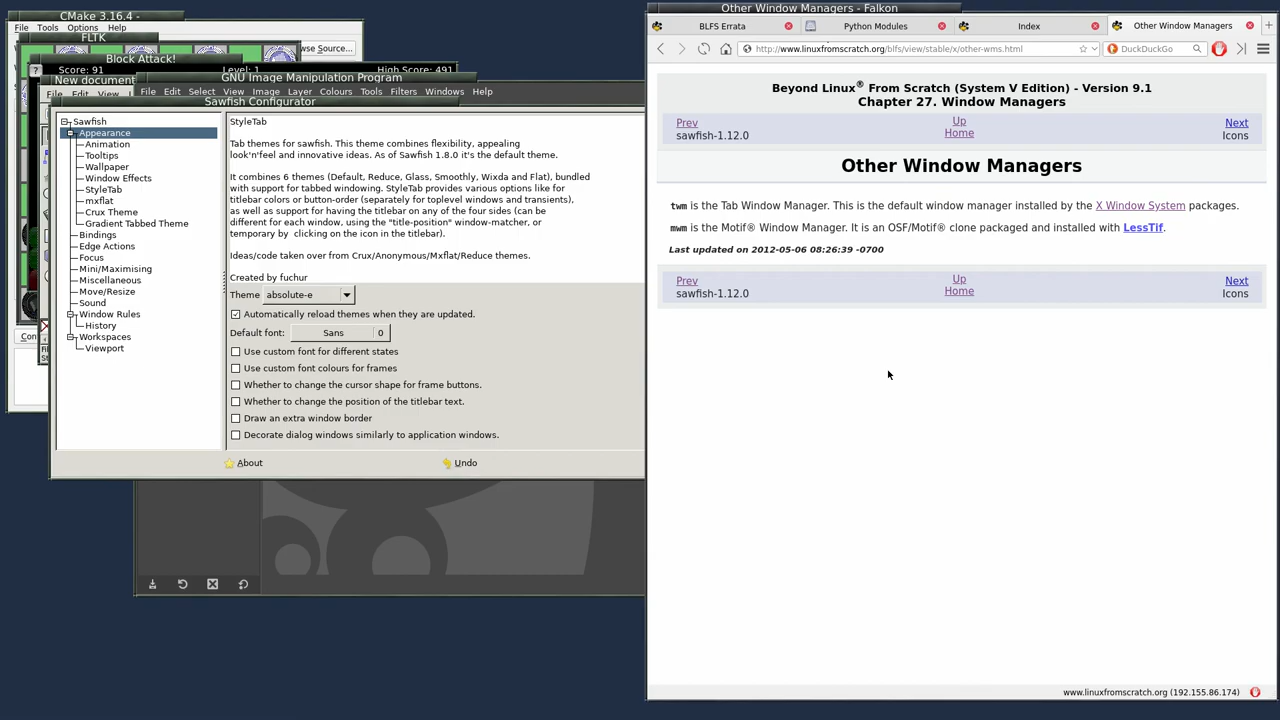 CMake 3.16.4 -
File Tools Options Help
wse Source...
FLTK
Block Attack!
Score: 91 Level: 1 High Score: 491
New document
File Edit View
GNU Image Manipulation Program
File Edit Select View Image Layer Colours Tools Filters Windows Help
Sawfish Configurator
Sawfish
Appearance
Animation
Tooltips
Wallpaper
Window Effects
StyleTab
mxflat
Crux Theme
Gradient Tabbed Theme
Bindings
Edge Actions
Focus
Mini/Maximising
Miscellaneous
Move/Resize
Sound
Window Rules
History
Workspaces
Viewport
StyleTab
Tab themes for sawfish. This theme combines flexibility, appealing
look'n'feel and innovative ideas. As of Sawfish 1.8.0 it's the default theme.
It combines 6 themes (Default, Reduce, Glass, Smoothly, Wixda and Flat), bundled
with support for tabbed windowing. StyleTab provides various options like for
titlebar colors or button-order (separately for toplevel windows and transients),
as well as support for having the titlebar on any of the four sides (can be
different for each window, using the "title-position" window-matcher, or
temporary by clicking on the icon in the titlebar).
Ideas/code taken over from Crux/Anonymous/Mxflat/Reduce themes.
Created by fuchur
Theme absolute-e
Automatically reload themes when they are updated.
Default font: Sans 0
Use custom font for different states
Use custom font colours for frames
Whether to change the cursor shape for frame buttons.
Whether to change the position of the titlebar text.
Draw an extra window border
Decorate dialog windows similarly to application windows.
About Undo
Other Window Managers - Falkon
BLFS Errata Python Modules Index Other Window Managers
http://www.linuxfromscratch.org/blfs/view/stable/x/other-wms.html DuckDuckGo
Beyond Linux® From Scratch (System V Edition) - Version 9.1
Chapter 27. Window Managers
Prev Up Next
sawfish-1.12.0 Home Icons
Other Window Managers
twm is the Tab Window Manager. This is the default window manager installed by the X Window System packages.
mwm is the Motif® Window Manager. It is an OSF/Motif® clone packaged and installed with LessTif.
Last updated on 2012-05-06 08:26:39 -0700
Prev Up Next
sawfish-1.12.0 Home Icons
www.linuxfromscratch.org (192.155.86.174)